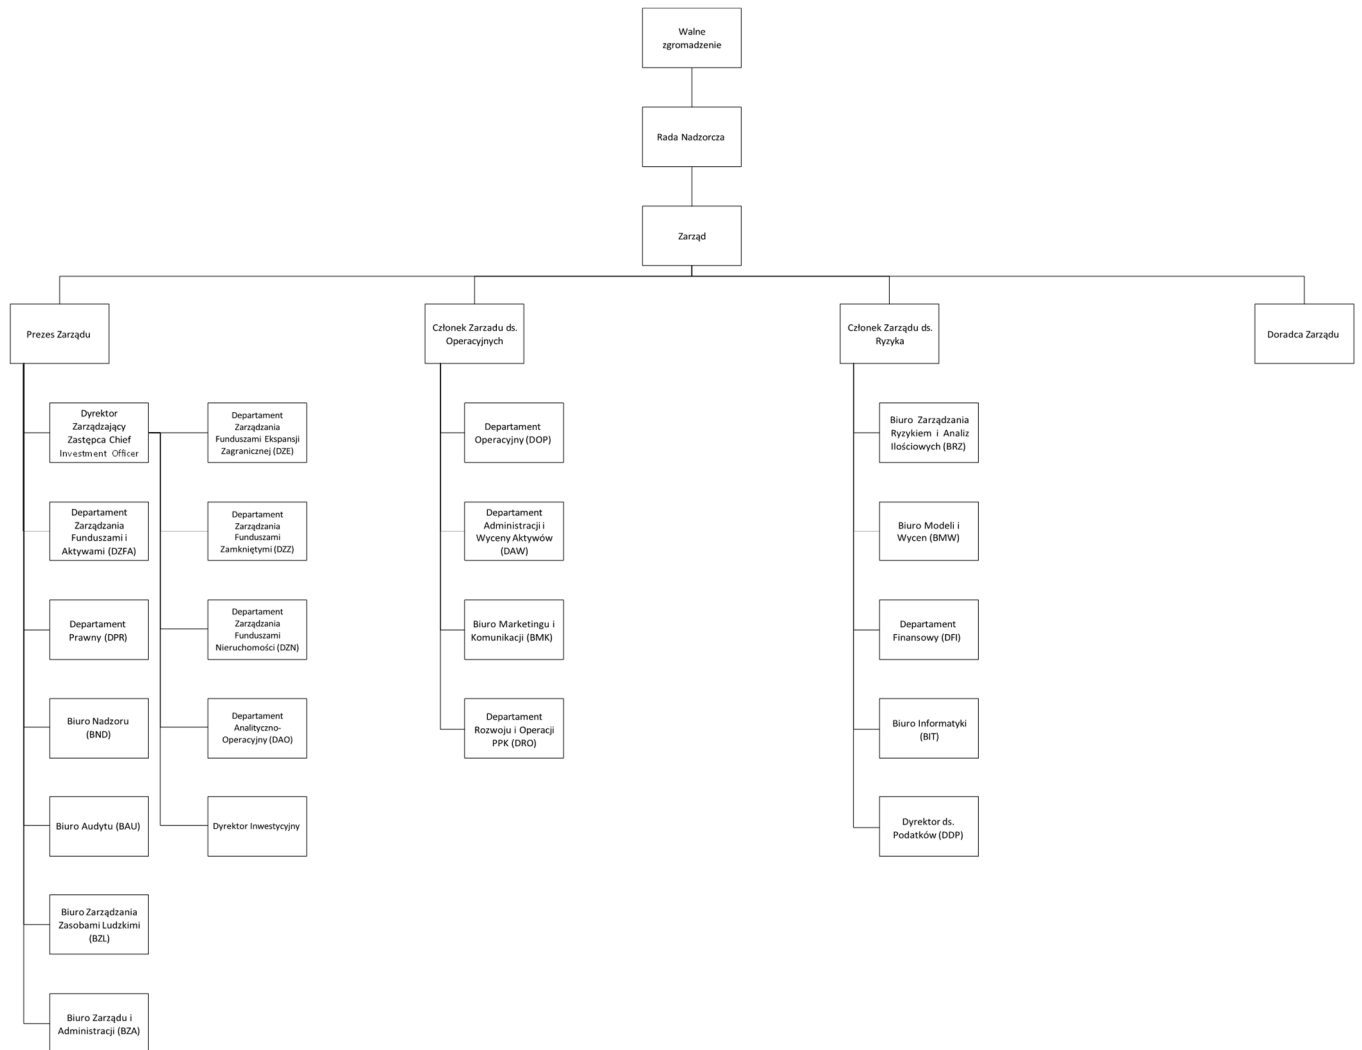 Walne
zgromadzenie
Rada Nadzorcza
Zarząd
Prezes Zarządu
Członek Zarzadu ds.
Operacyjnych
Członek Zarządu ds.
Ryzyka
Doradca Zarządu
Dyrektor
Zarządzający
Zastępca Chief
Investment Officer
Departament
Zarządzania
Funduszami Ekspansji
Zagranicznej (DZE)
Departament
Operacyjny (DOP)
Biuro Zarządzania
Ryzykiem i Analiz
Ilościowych (BRZ)
Departament
Zarządzania
Funduszami i
Aktywami (DZFA)
Departament
Zarządzania
Funduszami
Zamkniętymi (DZZ)
Departament
Administracji i
Wyceny Aktywów
(DAW)
Biuro Modeli i
Wycen (BMW)
Departament
Prawny (DPR)
Departament
Zarządzania
Funduszami
Nieruchomości (DZN)
Biuro Marketingu i
Komunikacji (BMK)
Departament
Finansowy (DFI)
Biuro Nadzoru
(BND)
Departament
Analityczno-
Operacyjny (DAO)
Departament
Rozwoju i Operacji
PPK (DRO)
Biuro Informatyki
(BIT)
Biuro Audytu (BAU)
Dyrektor Inwestycyjny
Dyrektor ds.
Podatków (DDP)
Biuro Zarządzania
Zasobami Ludzkimi
(BZL)
Biuro Zarządu i
Administracji (BZA)